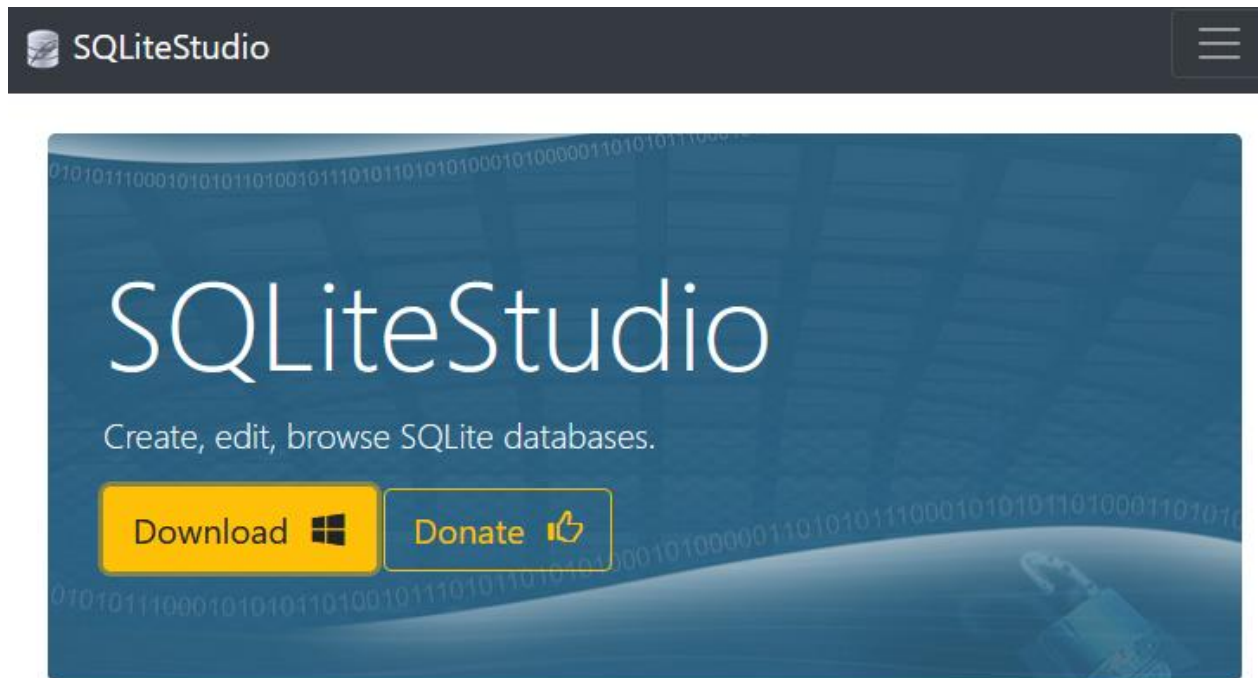 SQLiteStudio
SQLiteStudio
Create, edit, browse SQLite databases.
Download
Donate